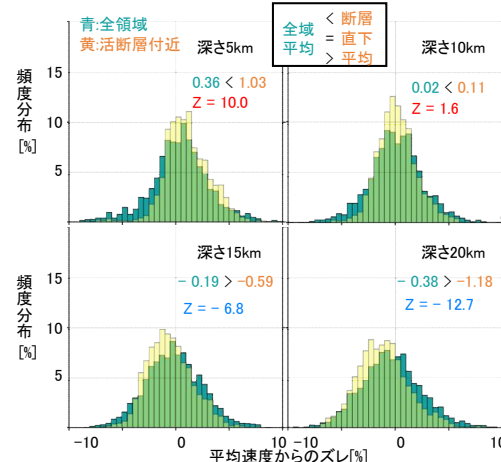 青:全領域
黄:活断層付近
全域
平均
< 断層
= 直下
> 平均
頻度分布
[%]
15
10
5
深さ5km
0.36 < 1.03
Z = 10.0
深さ10km
0.02 < 0.11
Z = 1.6
頻度分布
[%]
15
10
5
深さ15km
- 0.19 > -0.59
Z = - 6.8
深さ20km
- 0.38 > -1.18
Z = - 12.7
-10
0
10
-10
0
10
平均速度からのズレ[%]